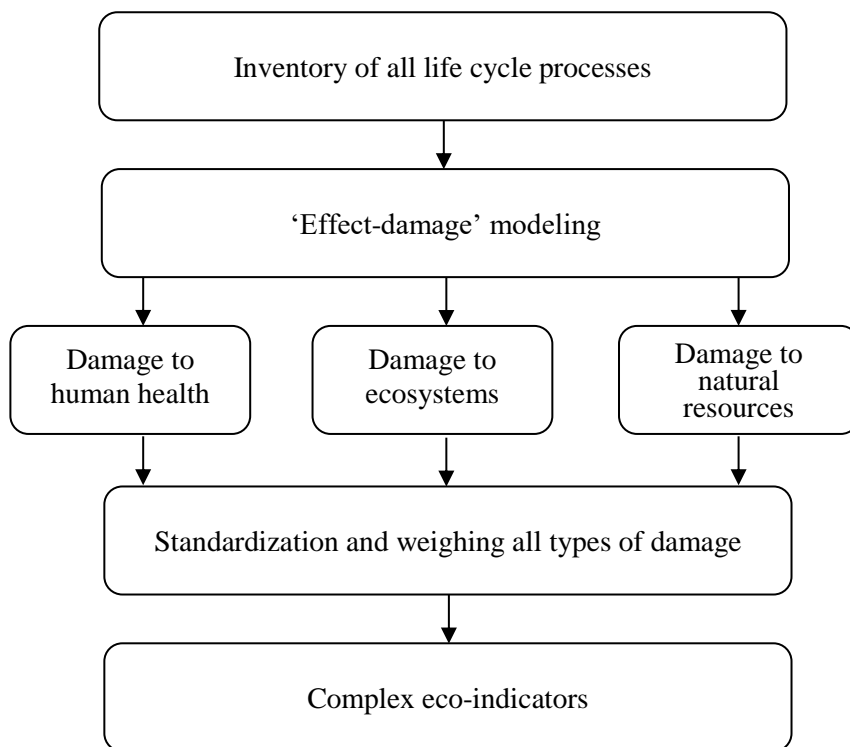 Inventory of all life cycle processes
‘Effect-damage’ modeling
Damage to
human health
Damage to
ecosystems
Damage to
natural
resources
Standardization and weighing all types of damage
Complex eco-indicators